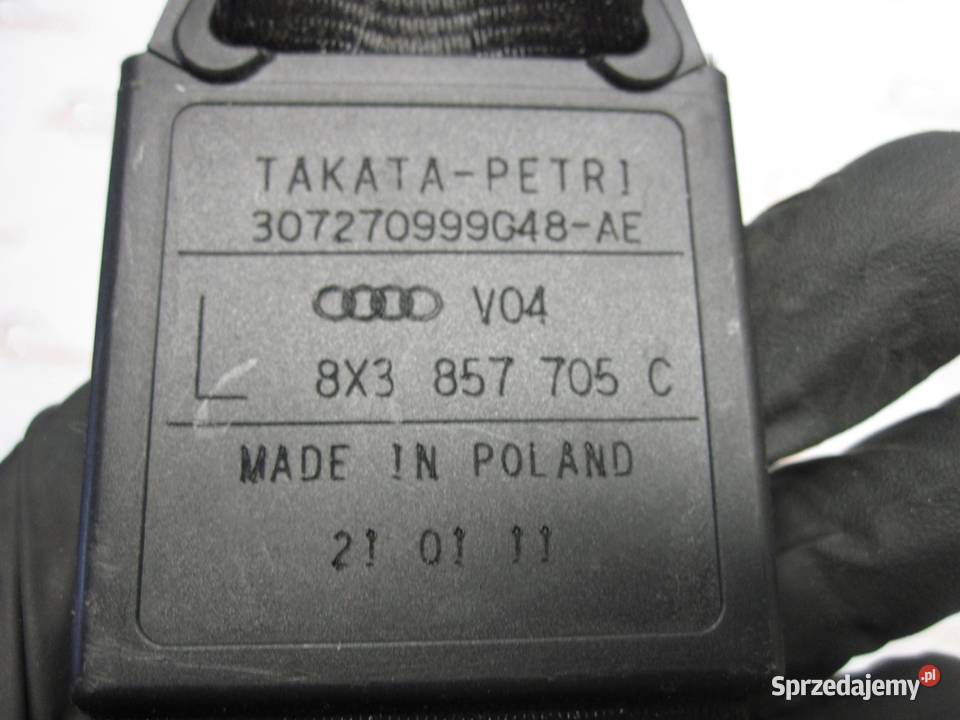 TAKATA-PETRI
307270999G48-AE
L
V04
8X3 857 705 C
MADE IN POLAND
21 01 11
Sprzedajemy.pl